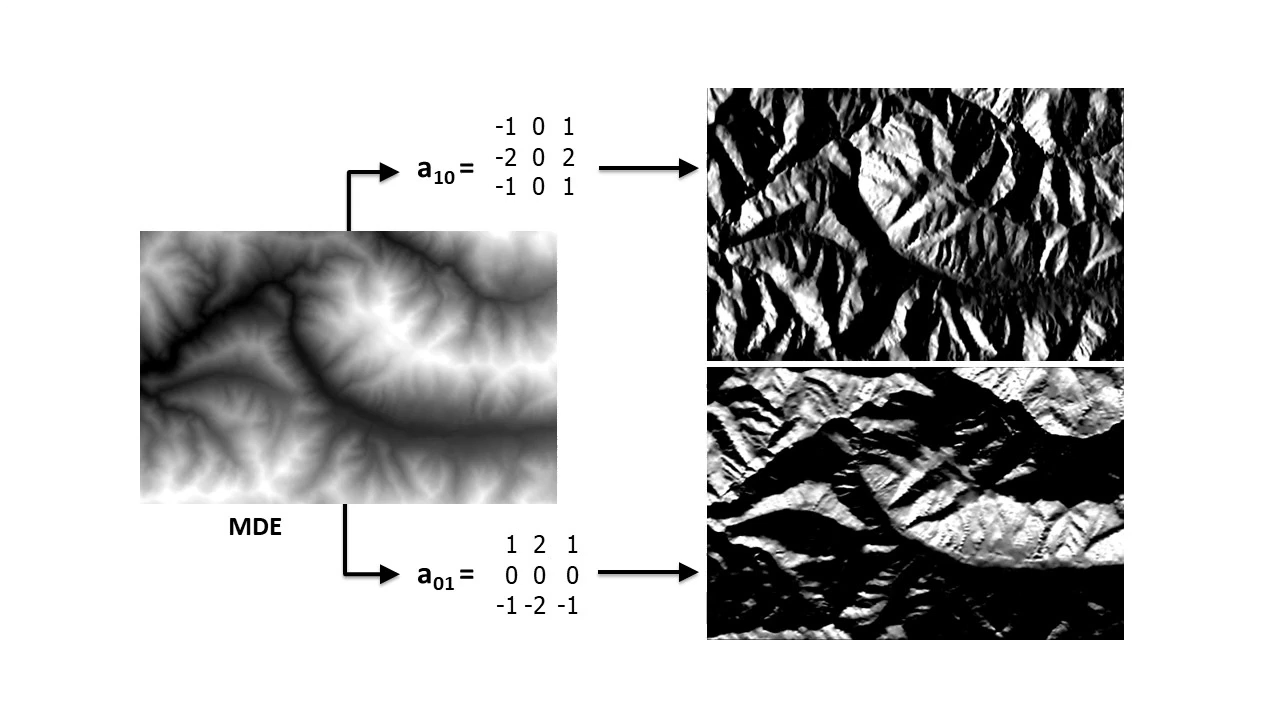 -1 0 1
a10 = -2 0 2
-1 0 1
MDE
1 2 1
a01 = 0 0 0
-1 -2 -1